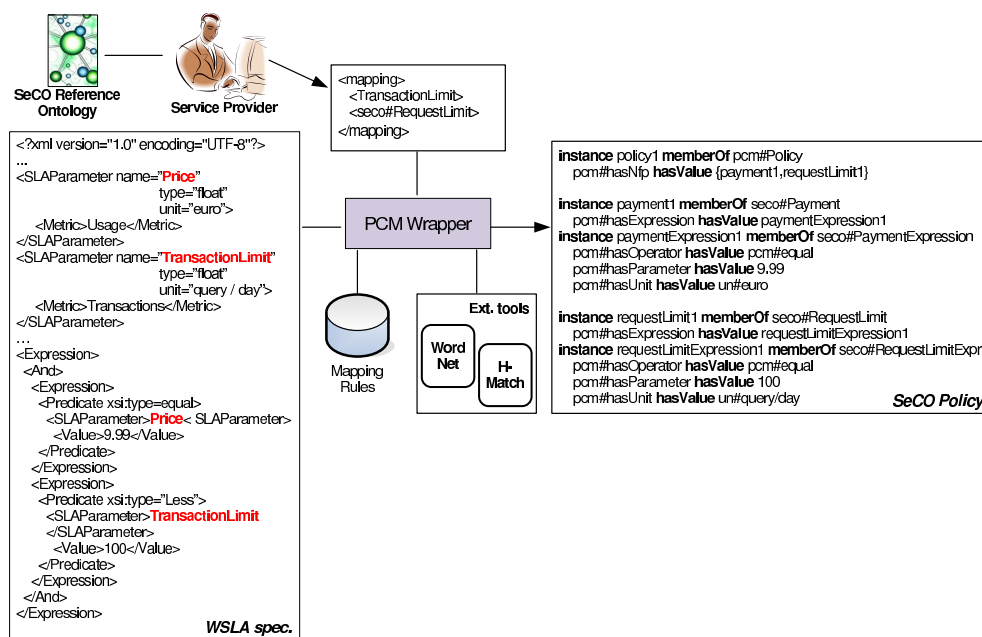 SeCO Reference
Ontology
Service Provider
<mapping>
<TransactionLimit>
<seco#RequestLimit>
</mapping>
<?xml version="1.0" encoding="UTF-8"?>
...
<SLAParameter name="Price"
type="float"
unit="euro">
<Metric>Usage</Metric>
</SLAParameter>
<SLAParameter name="TransactionLimit"
type="float"
unit="query / day">
<Metric>Transactions</Metric>
</SLAParameter>
...
<Expression>
<And>
<Expression>
<Predicate xsi:type=equal>
<SLAParameter>Price< SLAParameter>
<Value>9.99</Value>
</Predicate>
</Expression>
<Expression>
<Predicate xsi:type="Less">
<SLAParameter>TransactionLimit
</SLAParameter>
<Value>100</Value>
</Predicate>
</Expression>
</And>
</Expression>
WSLA spec.
PCM Wrapper
Mapping
Rules
Ext. tools
Word
Net
H-
Match
instance policy1 memberOf pcm#Policy
pcm#hasNfp hasValue {payment1,requestLimit1}
instance payment1 memberOf seco#Payment
pcm#hasExpression hasValue paymentExpression1
instance paymentExpression1 memberOf seco#PaymentExpression
pcm#hasOperator hasValue pcm#equal
pcm#hasParameter hasValue 9.99
pcm#hasUnit hasValue un#euro
instance requestLimit1 memberOf seco#RequestLimit
pcm#hasExpression hasValue requestLimitExpression1
instance requestLimitExpression1 memberOf seco#RequestLimitExpr
pcm#hasOperator hasValue pcm#equal
pcm#hasParameter hasValue 100
pcm#hasUnit hasValue un#query/day
SeCO Policy